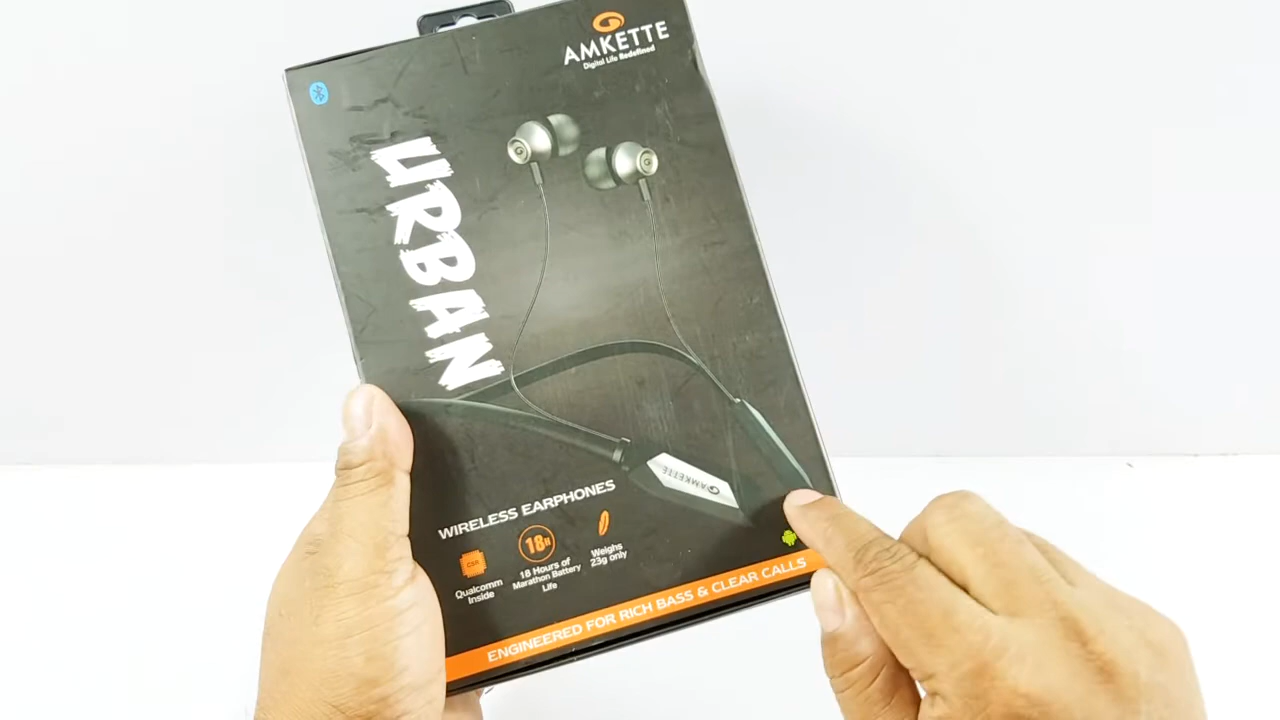 AMKETTE
Digital Life Redefined
URBAN
AMKETTE
WIRELESS EARPHONES
CSR
Qualcomm
Inside
18H
18 Hours of
Marathon Battery
Life
Weighs
23g only
ENGINEERED FOR RICH BASS & CLEAR CALLS